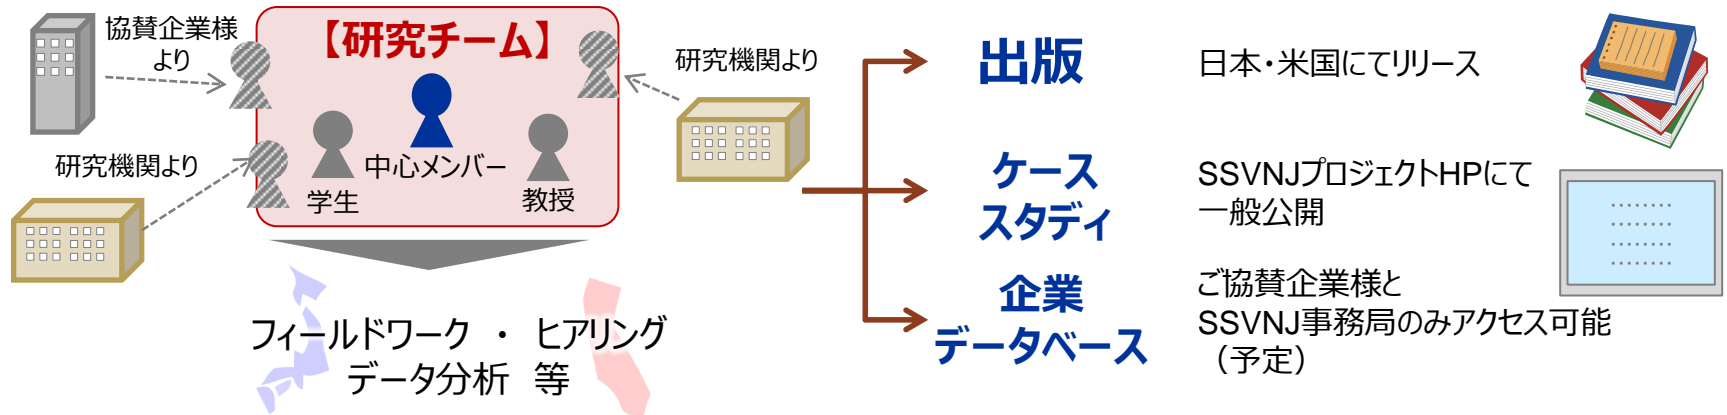 協賛企業様
より
【研究チーム】
研究機関より
研究機関より
中心メンバー
学生
教授
フィールドワーク ・ ヒアリング
データ分析 等
出版
日本・米国にてリリース
ケース
スタディ
SSVNJプロジェクトHPにて
一般公開
企業
データベース
ご協賛企業様と
SSVNJ事務局のみアクセス可能
（予定）